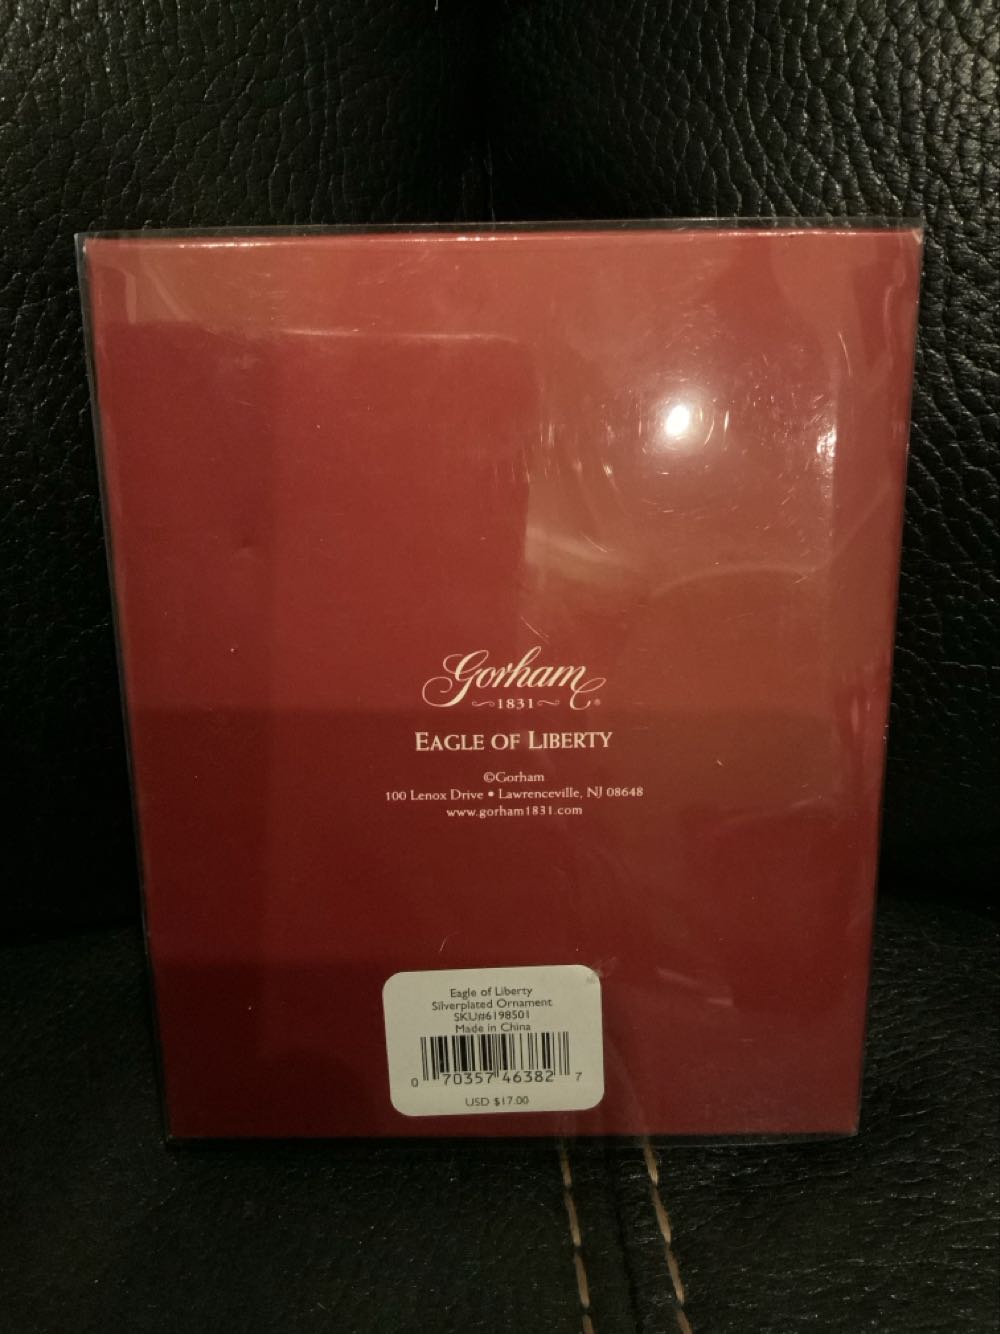 Gorham®
~1831~
EAGLE OF LIBERTY
©Gorham
100 Lenox Drive • Lawrenceville, NJ 08648
www.gorham1831.com
Eagle of Liberty
Silverplated Ornament
SKU#6198501
Made in China
0 70357 46382 7
USD $17.00